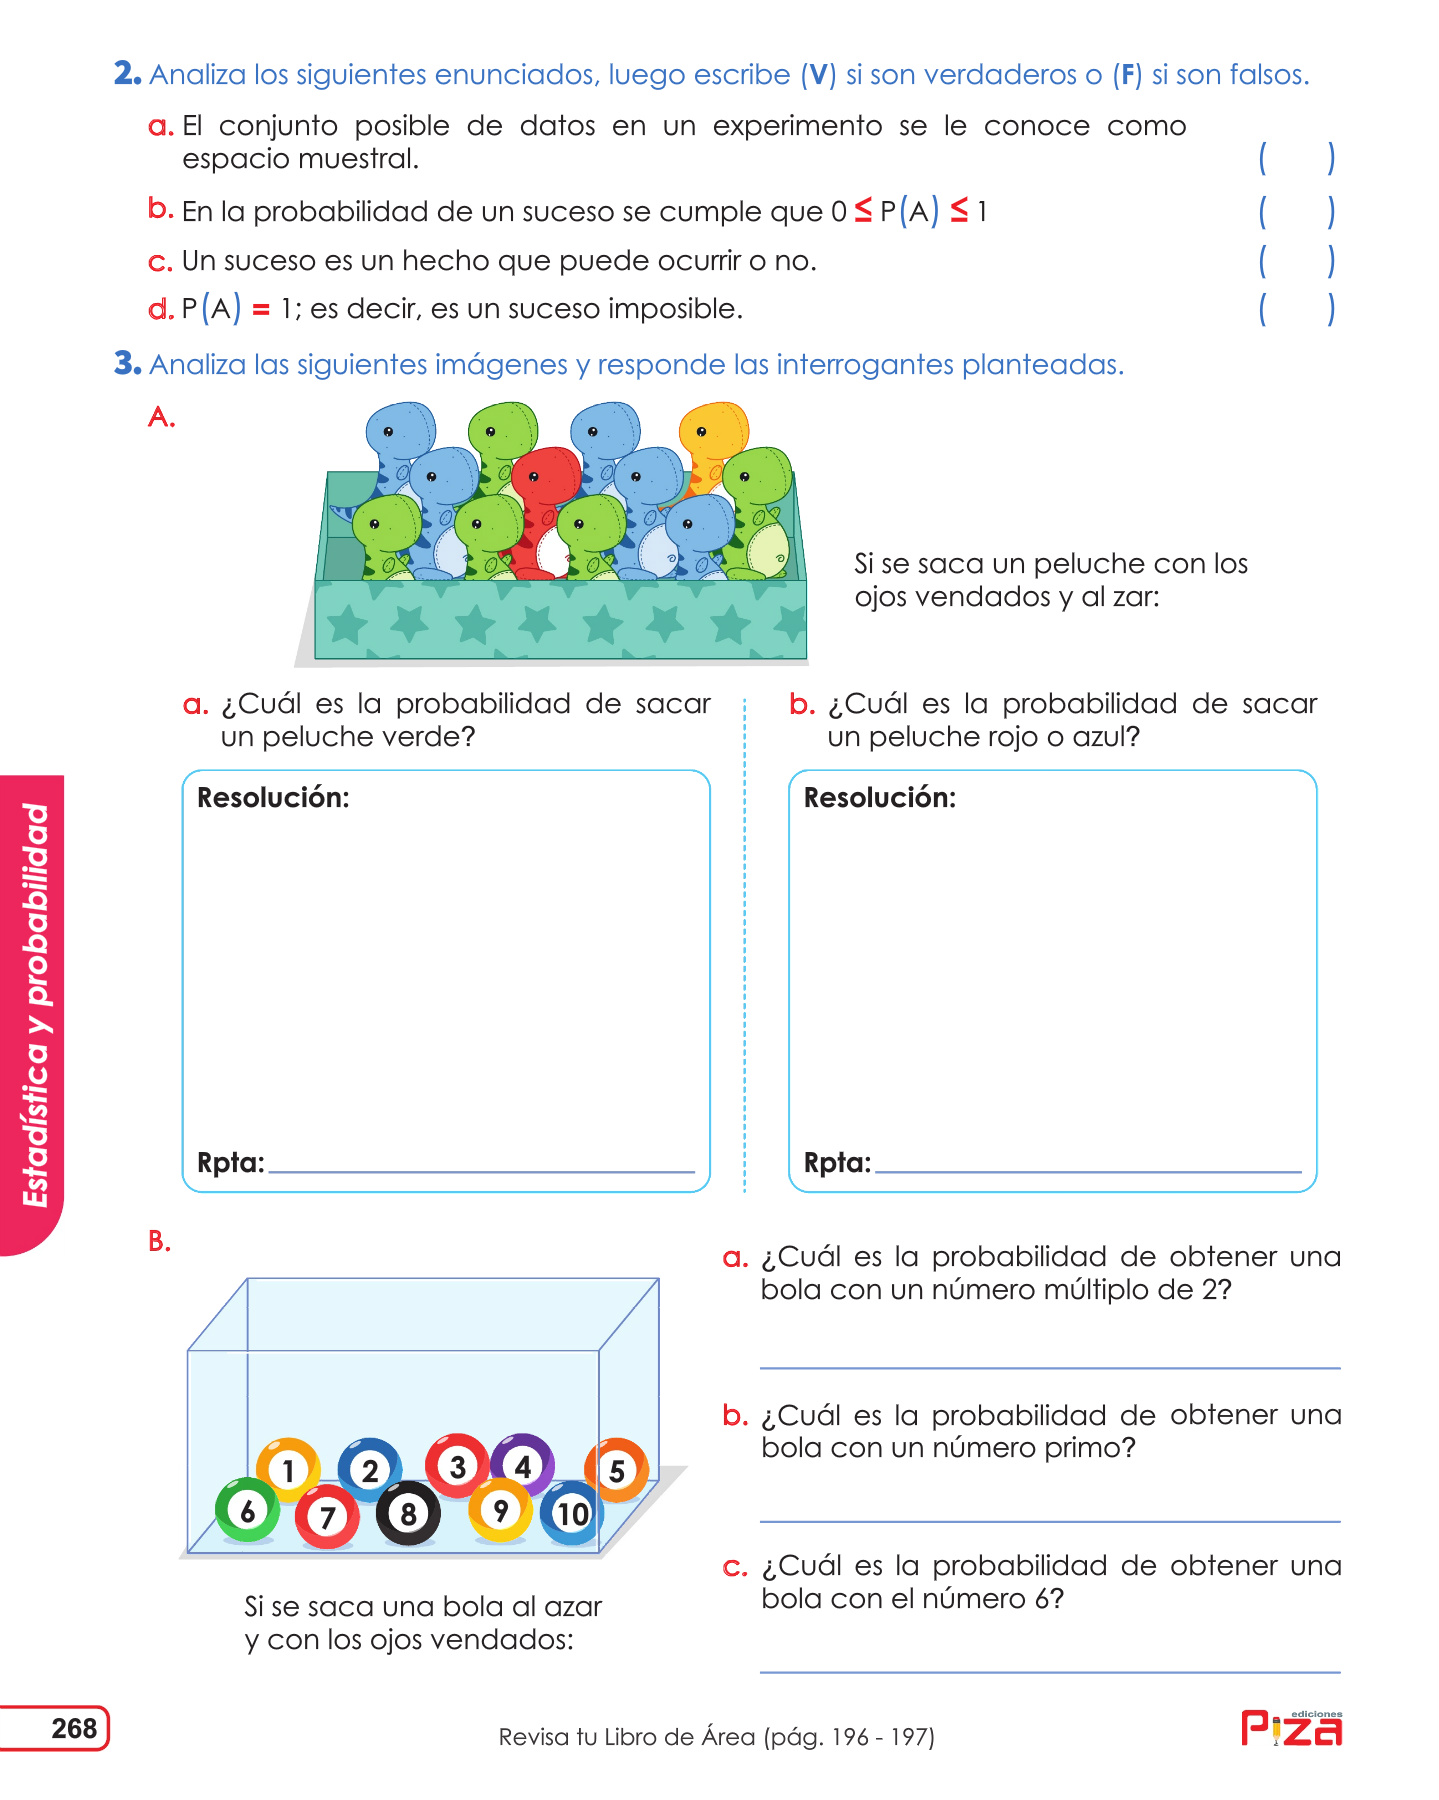 2. Analiza los siguientes enunciados, luego escribe (V) si son verdaderos o (F) si son falsos.
a. El conjunto posible de datos en un experimento se le conoce como
espacio muestral. ( )
b. En la probabilidad de un suceso se cumple que 0 ≤ P(A) ≤ 1 ( )
c. Un suceso es un hecho que puede ocurrir o no. ( )
d. P(A) = 1; es decir, es un suceso imposible. ( )
3. Analiza las siguientes imágenes y responde las interrogantes planteadas.
A.
Si se saca un peluche con los
ojos vendados y al zar:
a. ¿Cuál es la probabilidad de sacar
un peluche verde?
Resolución:
Rpta:
b. ¿Cuál es la probabilidad de sacar
un peluche rojo o azul?
Resolución:
Rpta:
Estadística y probabilidad
B.
1 2 3 4 5
6 7 8 9 10
Si se saca una bola al azar
y con los ojos vendados:
a. ¿Cuál es la probabilidad de obtener una
bola con un número múltiplo de 2?
b. ¿Cuál es la probabilidad de obtener una
bola con un número primo?
c. ¿Cuál es la probabilidad de obtener una
bola con el número 6?
268
Revisa tu Libro de Área (pág. 196 - 197)
ediciones
Piza